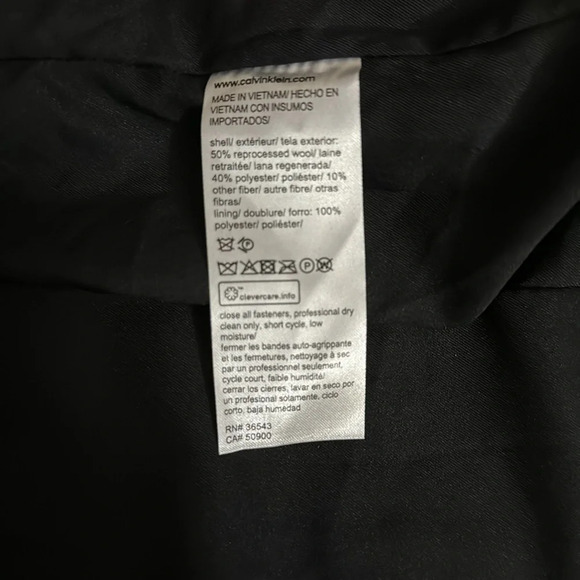 www.calvinklein.com
MADE IN VIETNAM/ HECHO EN
VIETNAM CON INSUMOS
IMPORTADOS/
shell/ extérieur/ tela exterior:
50% reprocessed wool/ laine
retraitée/ lana regenerada/
40% polyester/ poliéster/ 10%
other fiber/ autre fibre/ otras
fibras/
lining/ doublure/ forro: 100%
polyester/ poliéster/
P
P W
clevercare.info
close all fasteners, professional dry
clean only, short cycle, low
moisture/
fermer les bandes auto-agrippante
et les fermetures, nettoyage à sec
par un professionnel seulement,
cycle court, faible humidité/
cerrar los cierres, lavar en seco por
un profesional solamente, ciclo
corto, baja humedad
RN# 36543
CA# 50900